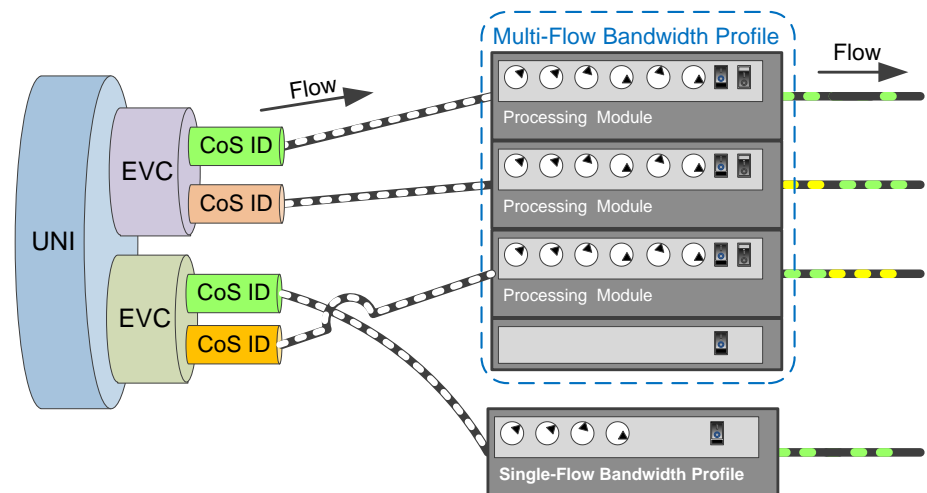 Multi-Flow Bandwidth Profile
Flow
Flow
UNI
EVC
CoS ID
CoS ID
EVC
CoS ID
CoS ID
Processing Module
Processing Module
Processing Module
Single-Flow Bandwidth Profile